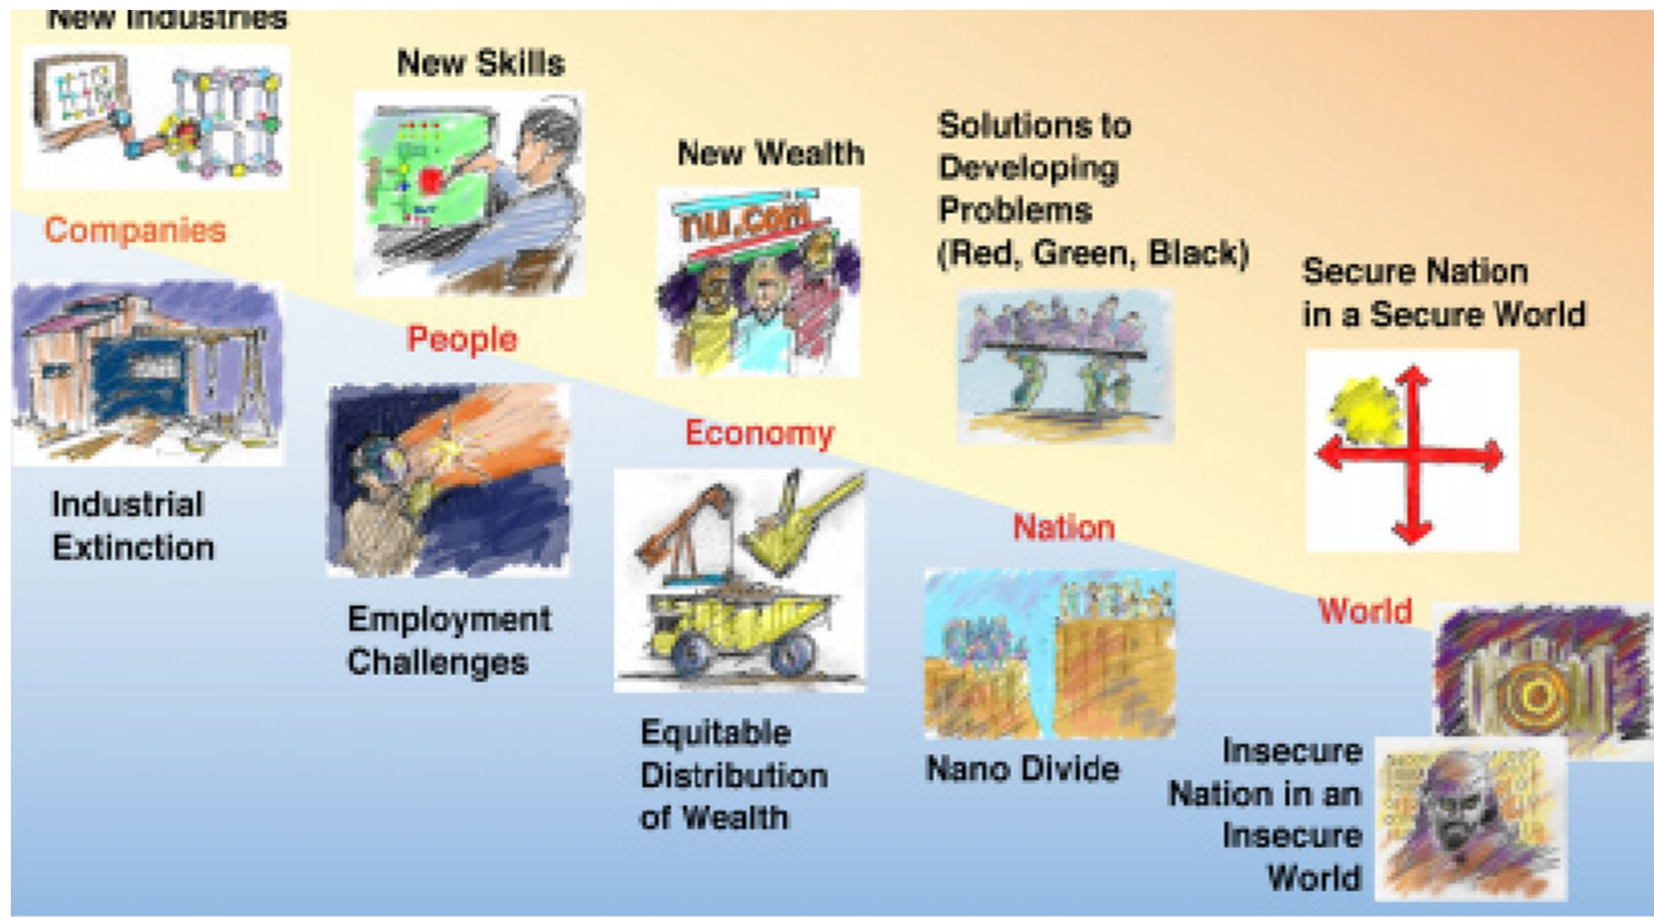 New Industries
New Skills
New Wealth
Solutions to
Developing
Problems
(Red, Green, Black)
Secure Nation
in a Secure World
Companies
People
Economy
Nation
World
nu.com
Industrial
Extinction
Employment
Challenges
Equitable
Distribution
of Wealth
Nano Divide
Insecure
Nation in an
Insecure
World